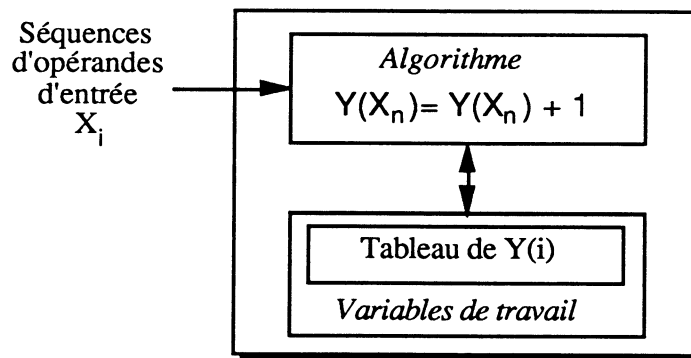 Séquences
d'opérandes
d'entrée
Xi
Algorithme
Y(Xn)= Y(Xn) + 1
Tableau de Y(i)
Variables de travail